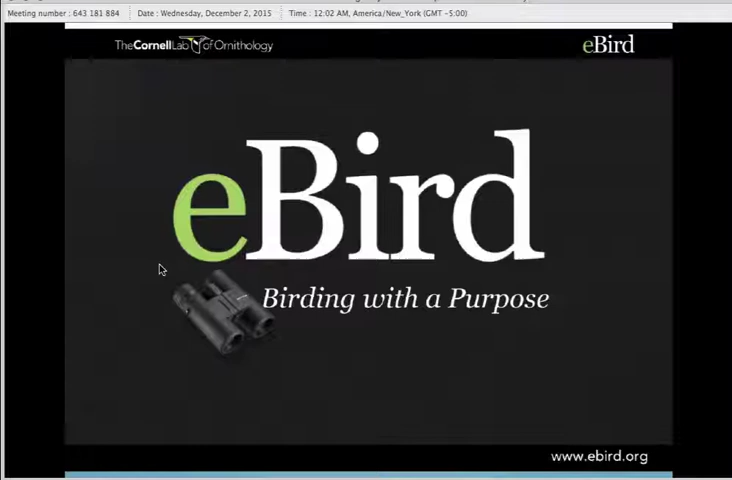 Meeting number : 643 181 884 Date : Wednesday, December 2, 2015 Time : 12:02 AM, America/New_York (GMT -5:00)
TheCornellLab of Ornithology eBird
eBird
Birding with a Purpose
www.ebird.org